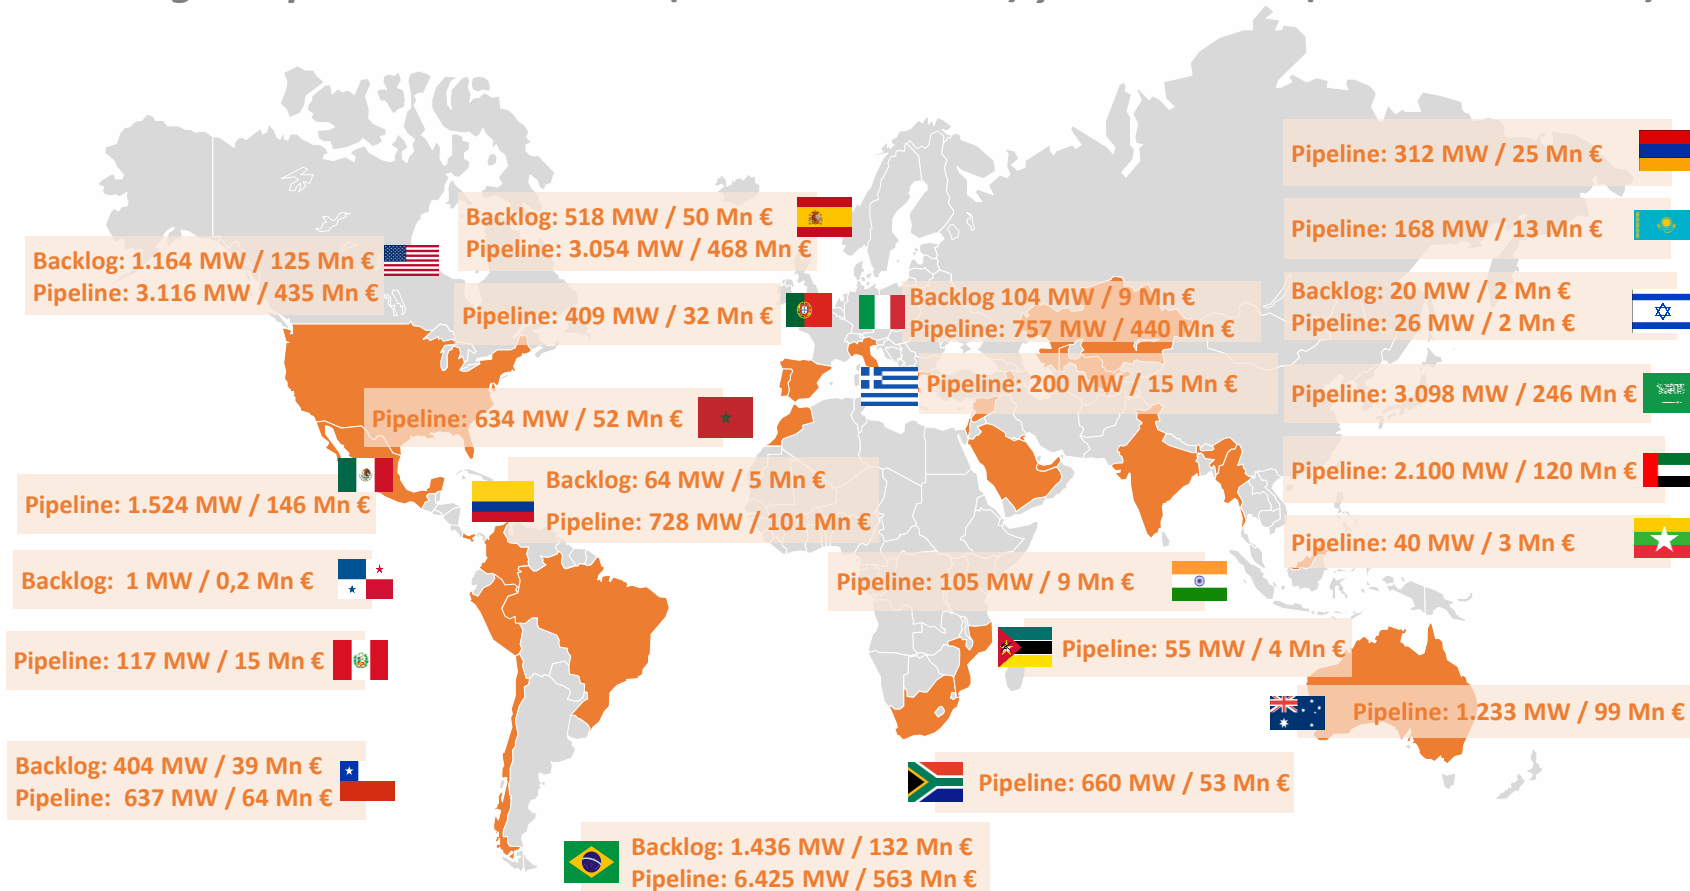 Pipeline: 312 MW / 25 Mn €
Backlog: 518 MW / 50 Mn €
Pipeline: 3.054 MW / 468 Mn €
Pipeline: 168 MW / 13 Mn €
Backlog: 1.164 MW / 125 Mn €
Pipeline: 3.116 MW / 435 Mn €
Pipeline: 409 MW / 32 Mn €
Backlog 104 MW / 9 Mn €
Pipeline: 757 MW / 440 Mn €
Backlog: 20 MW / 2 Mn €
Pipeline: 26 MW / 2 Mn €
Pipeline: 200 MW / 15 Mn €
Pipeline: 3.098 MW / 246 Mn €
Pipeline: 634 MW / 52 Mn €
Pipeline: 2.100 MW / 120 Mn €
Pipeline: 1.524 MW / 146 Mn €
Backlog: 64 MW / 5 Mn €
Pipeline: 728 MW / 101 Mn €
Pipeline: 40 MW / 3 Mn €
Backlog: 1 MW / 0,2 Mn €
Pipeline: 105 MW / 9 Mn €
Pipeline: 117 MW / 15 Mn €
Pipeline: 55 MW / 4 Mn €
Pipeline: 1.233 MW / 99 Mn €
Backlog: 404 MW / 39 Mn €
Pipeline: 637 MW / 64 Mn €
Pipeline: 660 MW / 53 Mn €
Backlog: 1.436 MW / 132 Mn €
Pipeline: 6.425 MW / 563 Mn €